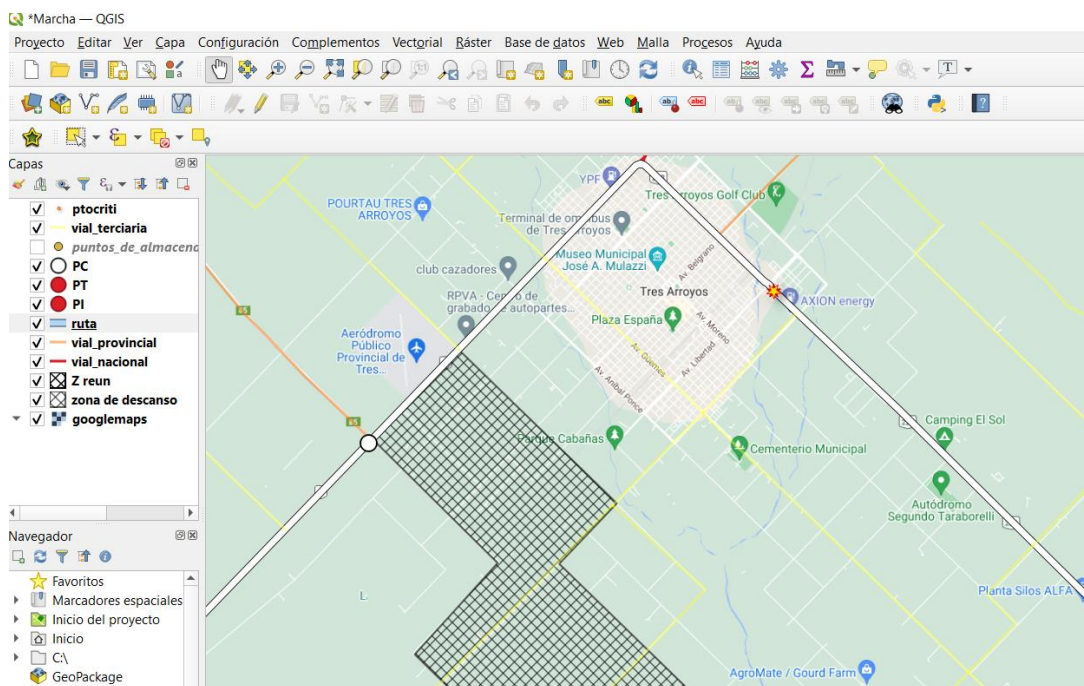 *Marcha — QGIS
Proyecto Editar Ver Capa Configuración Complementos Vectorial Ráster Base de datos Web Malla Procesos Ayuda
Capas
ptocriti
vial_terciaria
puntos_de_almacena
PC
PT
PI
ruta
vial_provincial
vial_nacional
Z reun
zona de descanso
googlemaps
Navegador
Favoritos
Marcadores espaciales
Inicio del proyecto
Inicio
C:\
GeoPackage
YPF
Tres Arroyos Golf Club
POURTAU TRES
ARROYOS
Terminal de omnibus
de Tres Arroyos
Museo Municipal
José A. Mulazzi
Av. Belgrano
club cazadores
Tres Arroyos
AXION energy
RPVA - Centro de
grabado de autopartes...
65
Plaza España
Av. Moreno
Aeródromo
Público
Provincial de
Tres...
Av. Güemes
Av. Libertad
Av. Anibal Ponce
65
Camping El Sol
Parque Cabañas
Cementerio Municipal
Autódromo
Segundo Taraborelli
L
Planta Silos ALFA
AgroMate / Gourd Farm